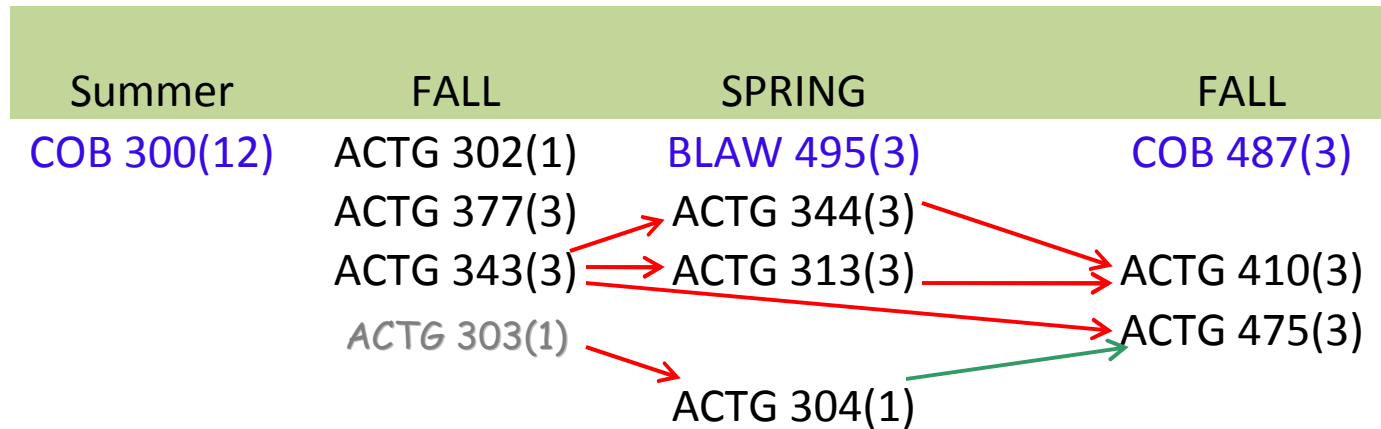 Summer FALL SPRING FALL
COB 300(12) ACTG 302(1) BLAW 495(3) COB 487(3)
ACTG 377(3) ACTG 344(3)
ACTG 343(3) ACTG 313(3) ACTG 410(3)
ACTG 303(1) ACTG 475(3)
ACTG 304(1)